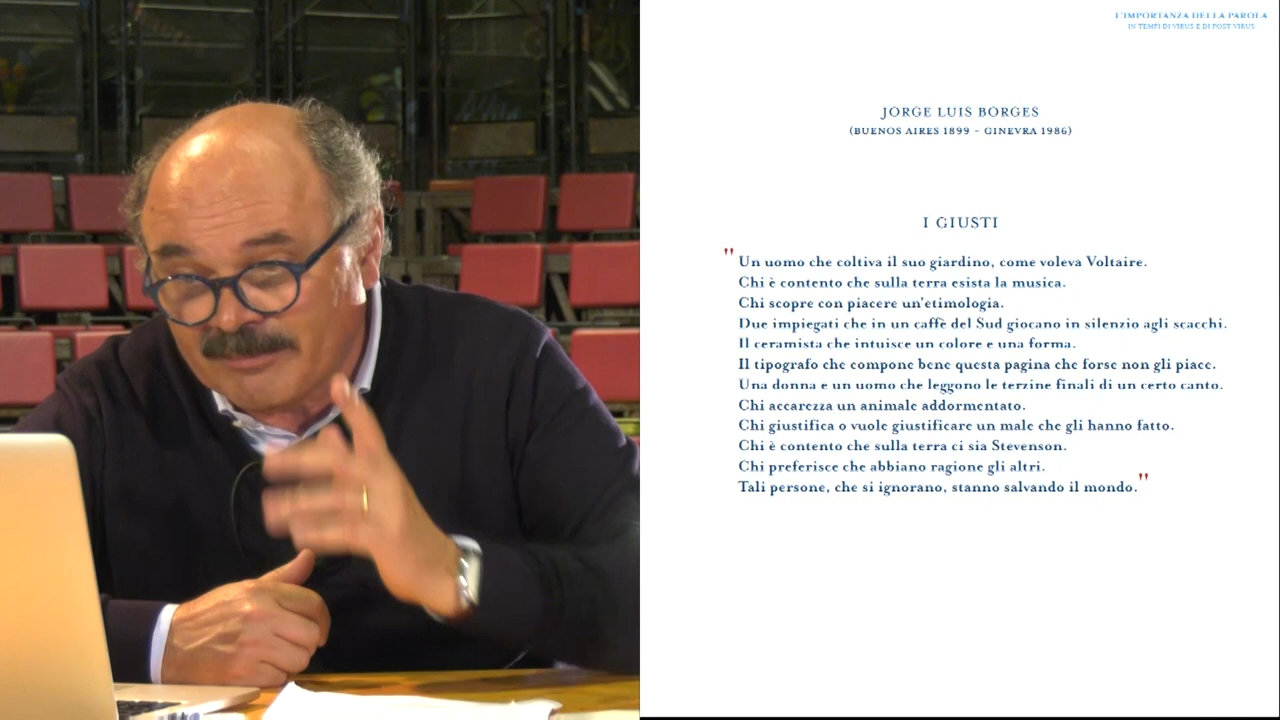 L'IMPORTANZA DELLA PAROLA
IN TEMPI DI VIRUS E DI POST VIRUS
JORGE LUIS BORGES
(BUENOS AIRES 1899 - GINEVRA 1986)
I GIUSTI
"Un uomo che coltiva il suo giardino, come voleva Voltaire.
Chi è contento che sulla terra esista la musica.
Chi scopre con piacere un'etimologia.
Due impiegati che in un caffè del Sud giocano in silenzio agli scacchi.
Il ceramista che intuisce un colore e una forma.
Il tipografo che compone bene questa pagina che forse non gli piace.
Una donna e un uomo che leggono le terzine finali di un certo canto.
Chi accarezza un animale addormentato.
Chi giustifica o vuole giustificare un male che gli hanno fatto.
Chi è contento che sulla terra ci sia Stevenson.
Chi preferisce che abbiano ragione gli altri.
Tali persone, che si ignorano, stanno salvando il mondo."